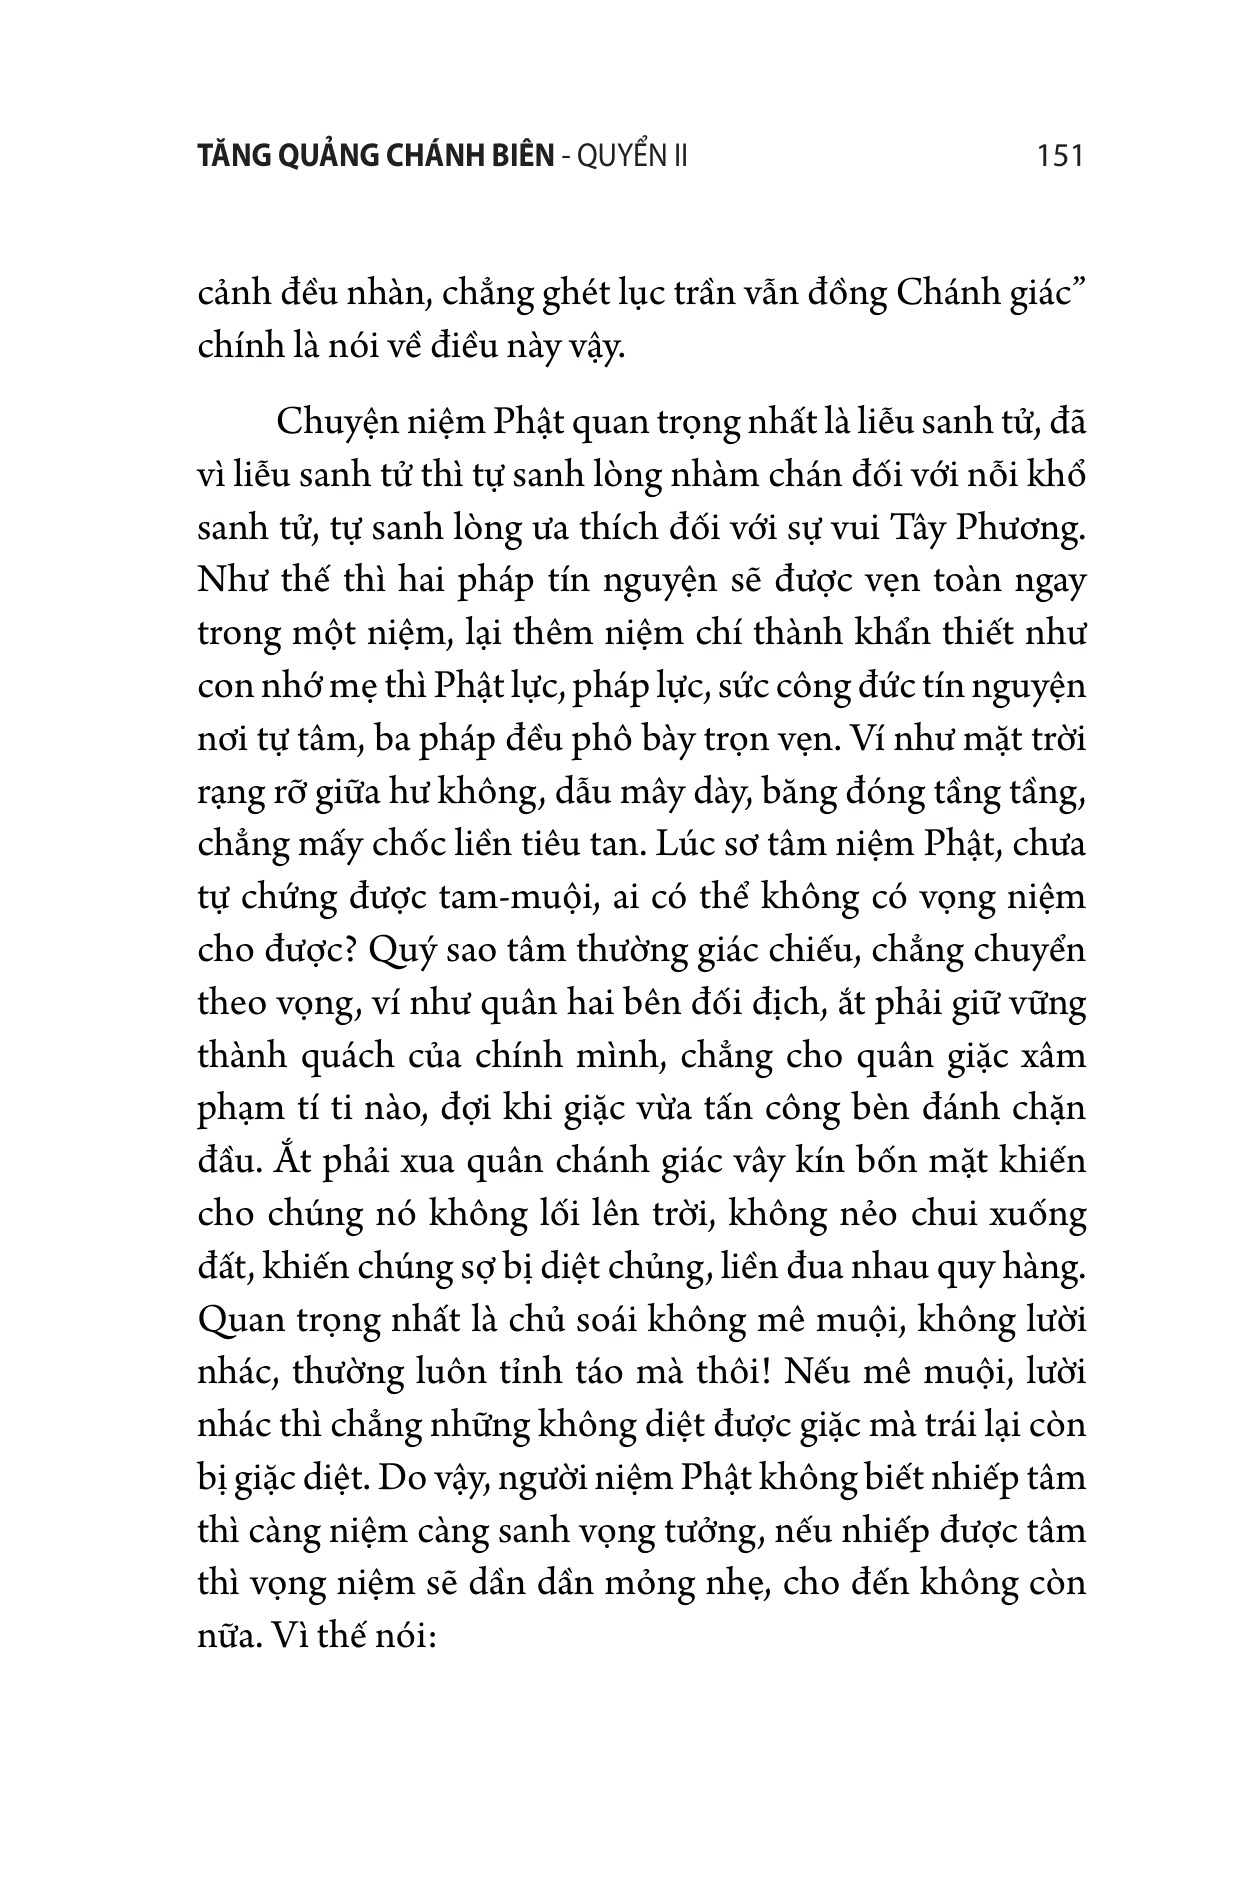 TĂNG QUẢNG CHÁNH BIÊN - QUYỂN II 151
cảnh đều nhàn, chẳng ghét lục trần vẫn đồng Chánh giác”
chính là nói về điều này vậy.
Chuyện niệm Phật quan trọng nhất là liễu sanh tử, đã
vì liễu sanh tử thì tự sanh lòng nhàm chán đối với nỗi khổ
sanh tử, tự sanh lòng ưa thích đối với sự vui Tây Phương.
Như thế thì hai pháp tín nguyện sẽ được vẹn toàn ngay
trong một niệm, lại thêm niệm chí thành khẩn thiết như
con nhớ mẹ thì Phật lực, pháp lực, sức công đức tín nguyện
nơi tự tâm, ba pháp đều phô bày trọn vẹn. Ví như mặt trời
rạng rỡ giữa hư không, dẫu mây dày, băng đóng tầng tầng,
chẳng mấy chốc liền tiêu tan. Lúc sơ tâm niệm Phật, chưa
tự chứng được tam-muội, ai có thể không có vọng niệm
cho được? Quý sao tâm thường giác chiếu, chẳng chuyển
theo vọng, ví như quân hai bên đối địch, ắt phải giữ vững
thành quách của chính mình, chẳng cho quân giặc xâm
phạm tí ti nào, đợi khi giặc vừa tấn công bèn đánh chặn
đầu. Ắt phải xua quân chánh giác vây kín bốn mặt khiến
cho chúng nó không lối lên trời, không nẻo chui xuống
đất, khiến chúng sợ bị diệt chủng, liền đua nhau quy hàng.
Quan trọng nhất là chủ soái không mê muội, không lười
nhác, thường luôn tỉnh táo mà thôi! Nếu mê muội, lười
nhác thì chẳng những không diệt được giặc mà trái lại còn
bị giặc diệt. Do vậy, người niệm Phật không biết nhiếp tâm
thì càng niệm càng sanh vọng tưởng, nếu nhiếp được tâm
thì vọng niệm sẽ dần dần mỏng nhẹ, cho đến không còn
nữa. Vì thế nói: